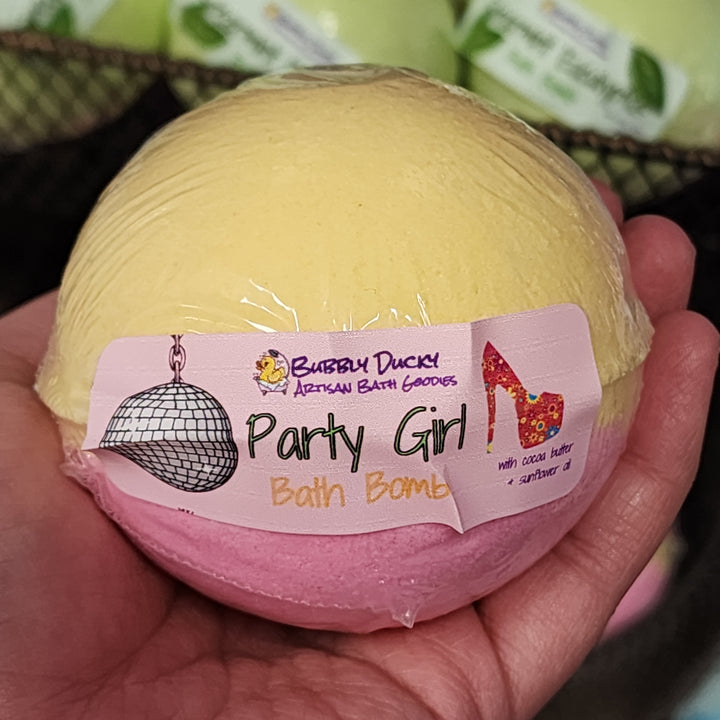 Bubbly Ducky
Artisan Bath Goodies
Party Girl
Bath Bomb
with cocoa butter
+ sunflower oil